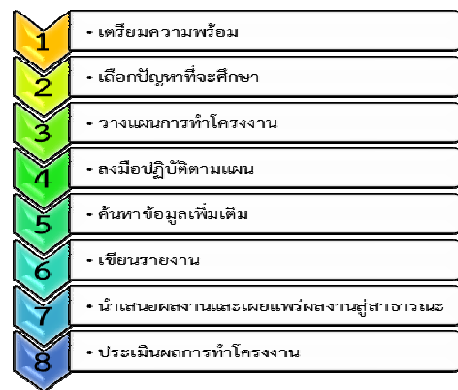 1 • เตรียมความพร้อม
2 • เลือกปัญหาที่จะศึกษา
3 • วางแผนการทำโครงงาน
4 • ลงมือปฏิบัติตามแผน
5 • ค้นหาข้อมูลเพิ่มเติม
6 • เขียนรายงาน
7 • นำเสนอผลงานและเผยแพร่ผลงานสู่สาธารณะ
8 • ประเมินผลการทำโครงงาน